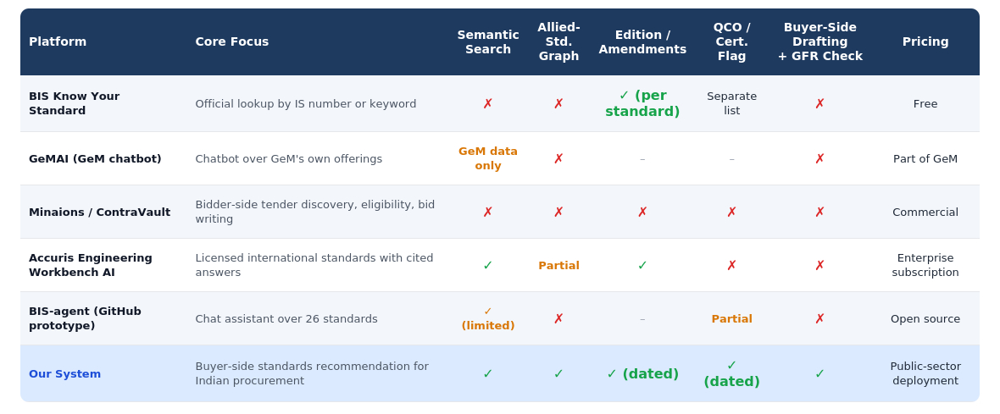 Platform
Core Focus
Semantic
Search
Allied-
Std.
Graph
Edition /
Amendments
QCO /
Cert.
Flag
Buyer-Side
Drafting
+ GFR Check
Pricing
BIS Know Your
Standard
Official lookup by IS number or keyword
✗
✗
✓ (per
standard)
Separate
list
✗
Free
GeMAI (GeM chatbot)
Chatbot over GeM's own offerings
GeM data
only
✗
–
–
✗
Part of GeM
Minaions / ContraVault
Bidder-side tender discovery, eligibility, bid
writing
✗
✗
✗
✗
✗
Commercial
Accuris Engineering
Workbench AI
Licensed international standards with cited
answers
✓
Partial
✓
✗
✗
Enterprise
subscription
BIS-agent (GitHub
prototype)
Chat assistant over 26 standards
✓
(limited)
✗
–
Partial
✗
Open source
Our System
Buyer-side standards recommendation for
Indian procurement
✓
✓
✓ (dated)
✓
(dated)
✓
Public-sector
deployment